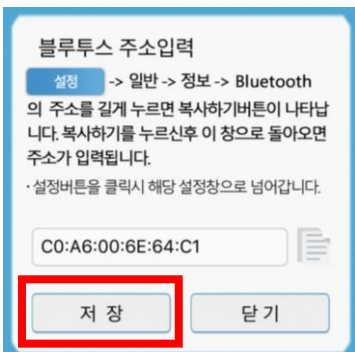 블루투스 주소입력
설정 -> 일반 -> 정보 -> Bluetooth
의 주소를 길게 누르면 복사하기버튼이 나타납
니다. 복사하기를 누르신후 이 창으로 돌아오면
주소가 입력됩니다.
·설정버튼을 클릭시 해당 설정창으로 넘어갑니다.
C0:A6:00:6E:64:C1
저 장 닫 기